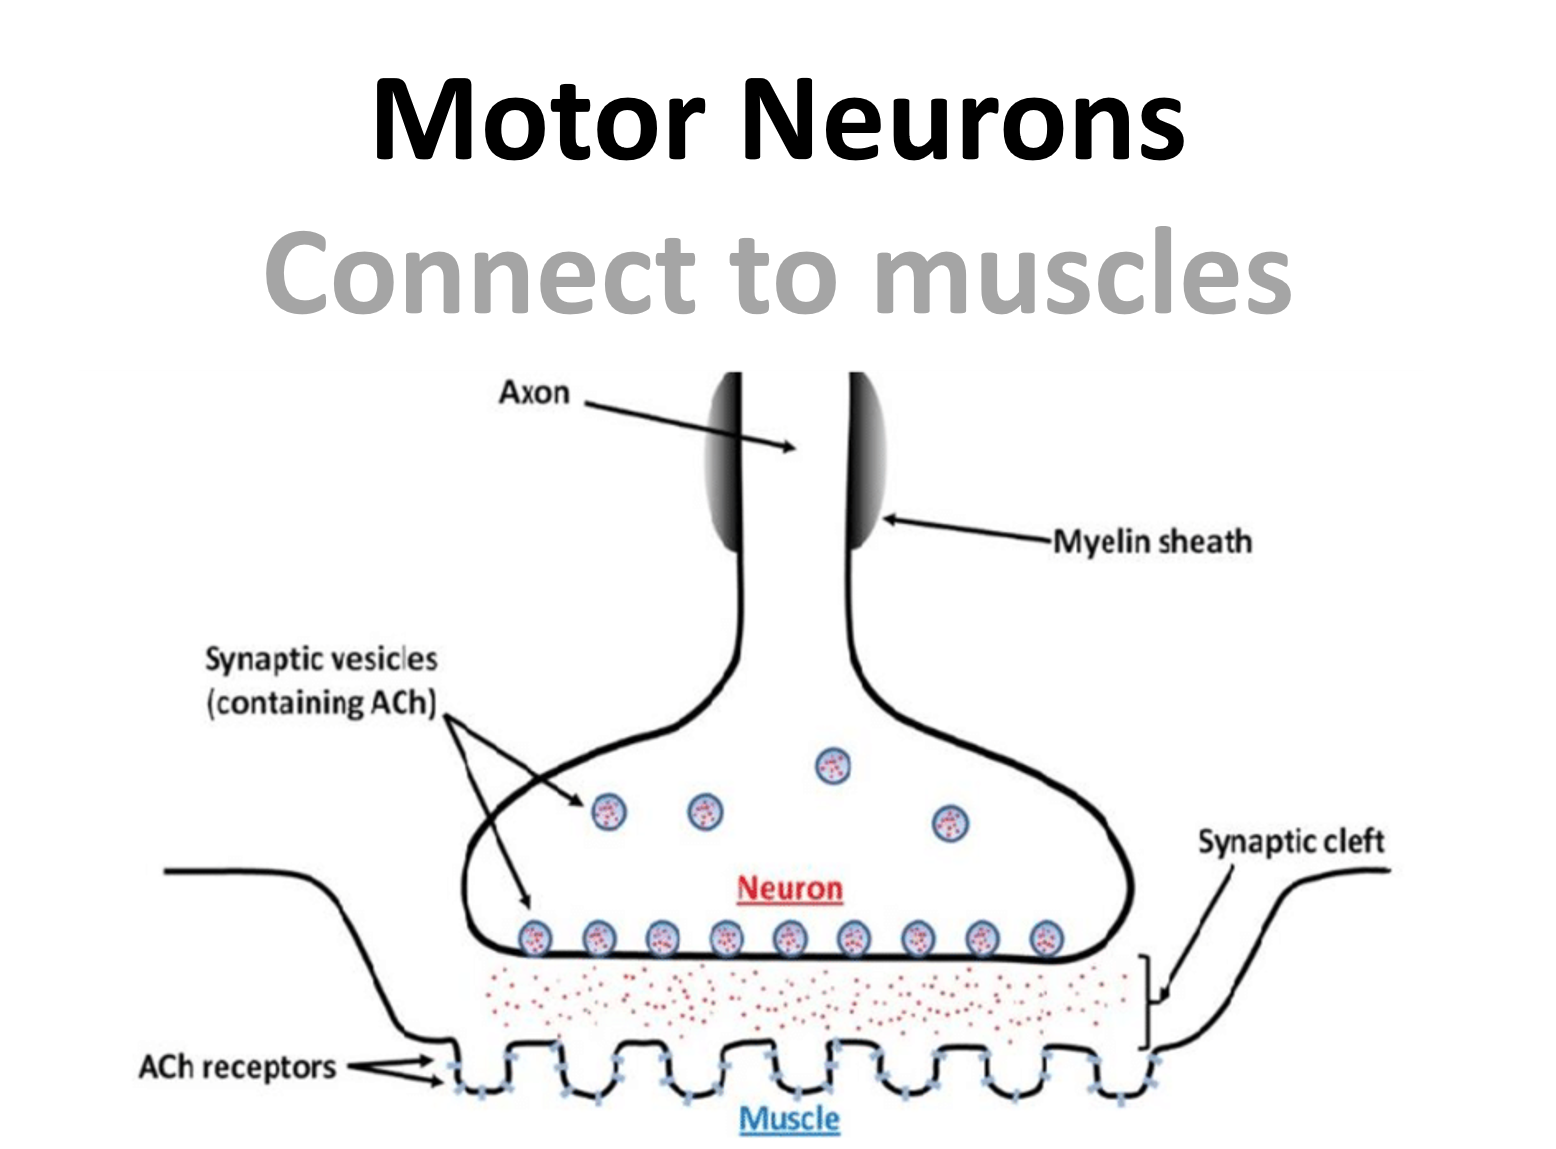 Motor Neurons
Connect to muscles
Axon
Myelin sheath
Synaptic vesicles
(containing ACh)
Synaptic cleft
Neuron
ACh receptors
Muscle